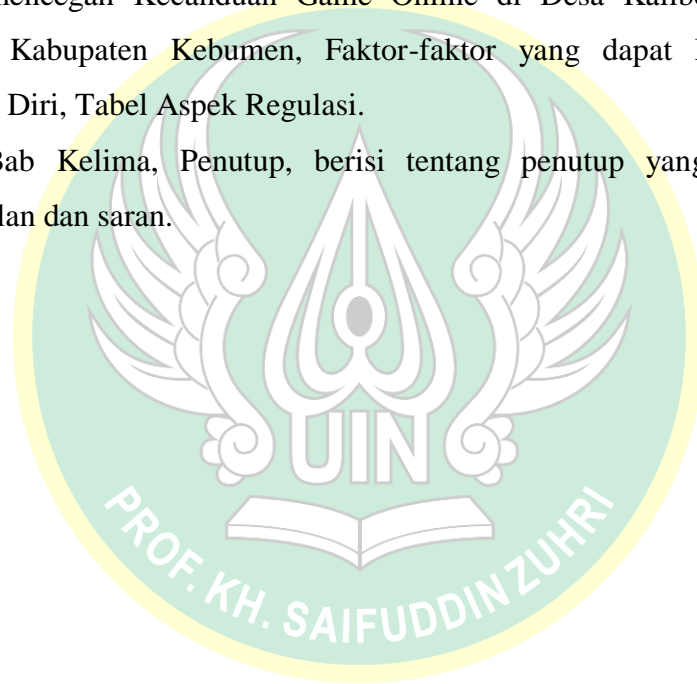 mencegah Kecanduan Game Online di Desa
Kabupaten Kebumen, Faktor-faktor yang dapat
Diri, Tabel Aspek Regulasi.
Bab Kelima, Penutup, berisi tentang penutup yang
lan dan saran.
UIN
PROF. KH. SAIFUDDIN ZUHRI